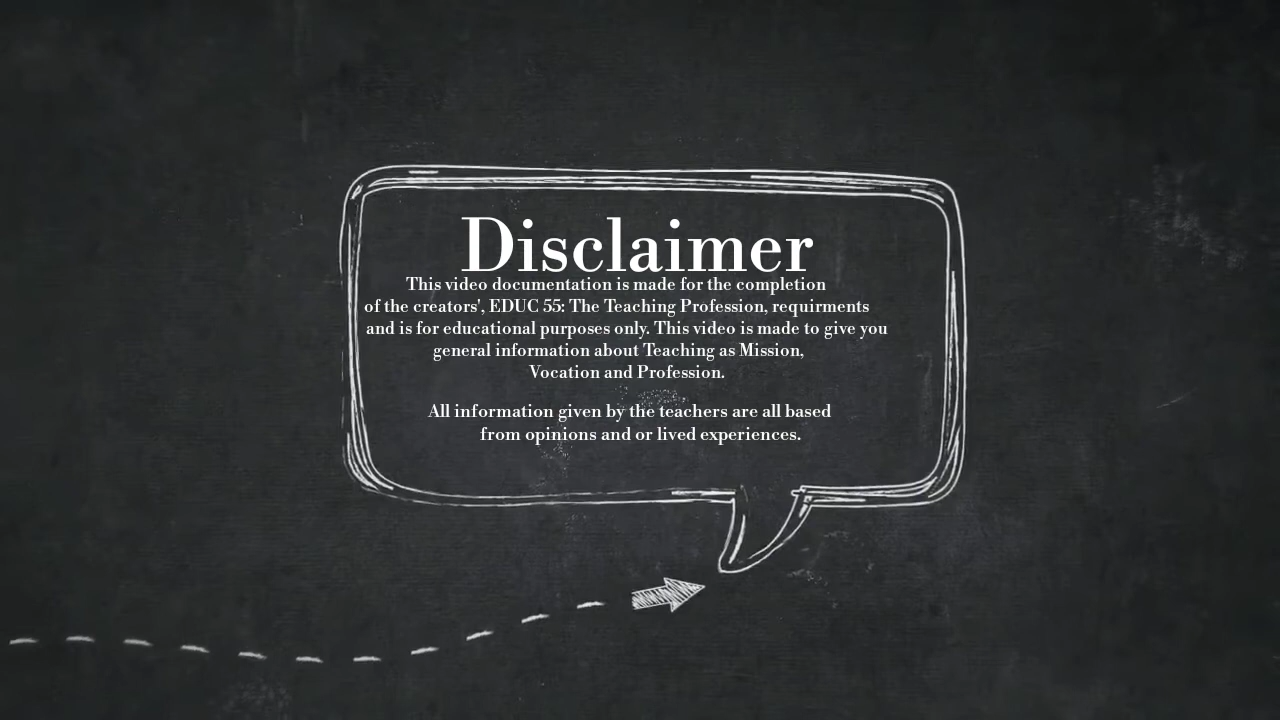 Disclaimer
This video documentation is made for the completion
of the creators', EDUC 55: The Teaching Profession, requirments
and is for educational purposes only. This video is made to give you
general information about Teaching as Mission,
Vocation and Profession.
All information given by the teachers are all based
from opinions and or lived experiences.